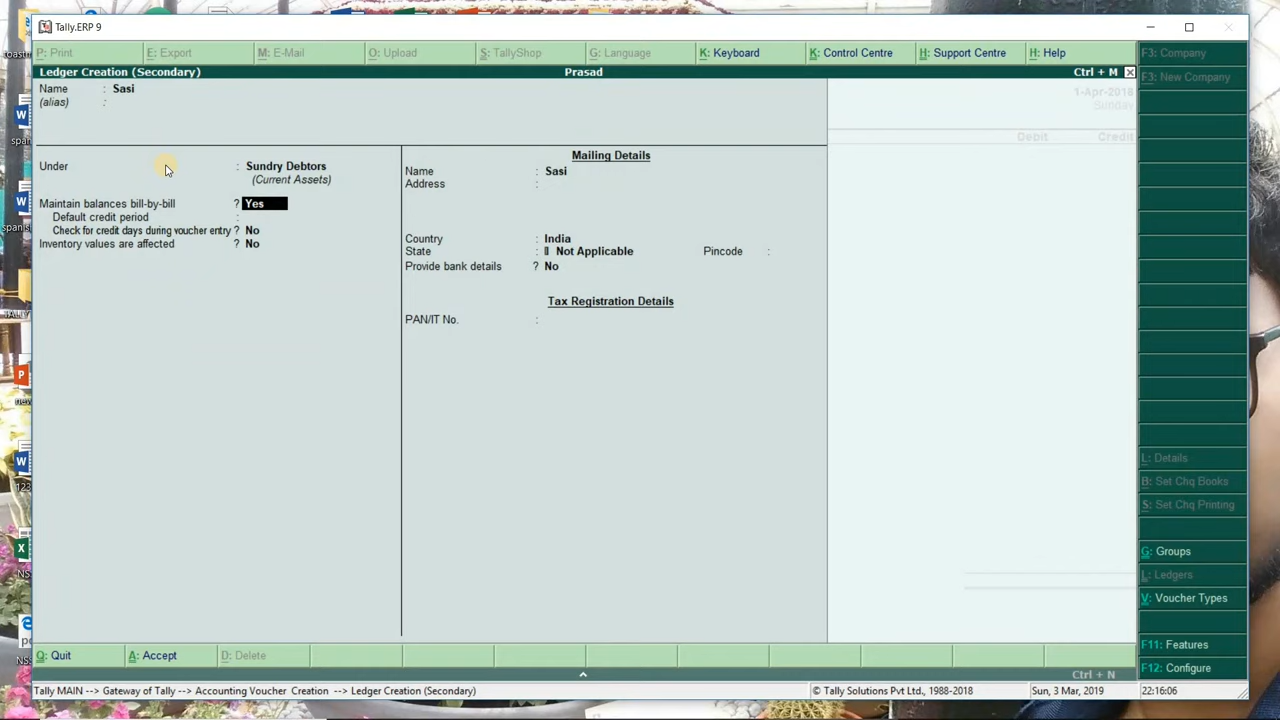 Tally.ERP 9
P: Print E: Export M: E-Mail O: Upload S: TallyShop G: Language K: Keyboard K: Control Centre H: Support Centre H: Help F3: Company
Ledger Creation (Secondary) Prasad Ctrl + M
F3: New Company
Name : Sasi
(alias) :
1-Apr-2018
Sunday
Debit Credit
Under : Sundry Debtors
(Current Assets)
Maintain balances bill-by-bill ? Yes
Default credit period :
Check for credit days during voucher entry ? No
Inventory values are affected ? No
Mailing Details
Name : Sasi
Address :
Country : India
State : Not Applicable Pincode :
Provide bank details ? No
Tax Registration Details
PAN/IT No. :
L: Details
B: Set Chq Books
S: Set Chq Printing
G: Groups
L: Ledgers
V: Voucher Types
F11: Features
F12: Configure
Q: Quit A: Accept D: Delete
Ctrl + N
Tally MAIN --> Gateway of Tally --> Accounting Voucher Creation --> Ledger Creation (Secondary) © Tally Solutions Pvt Ltd., 1988-2018 Sun, 3 Mar, 2019 22:16:06